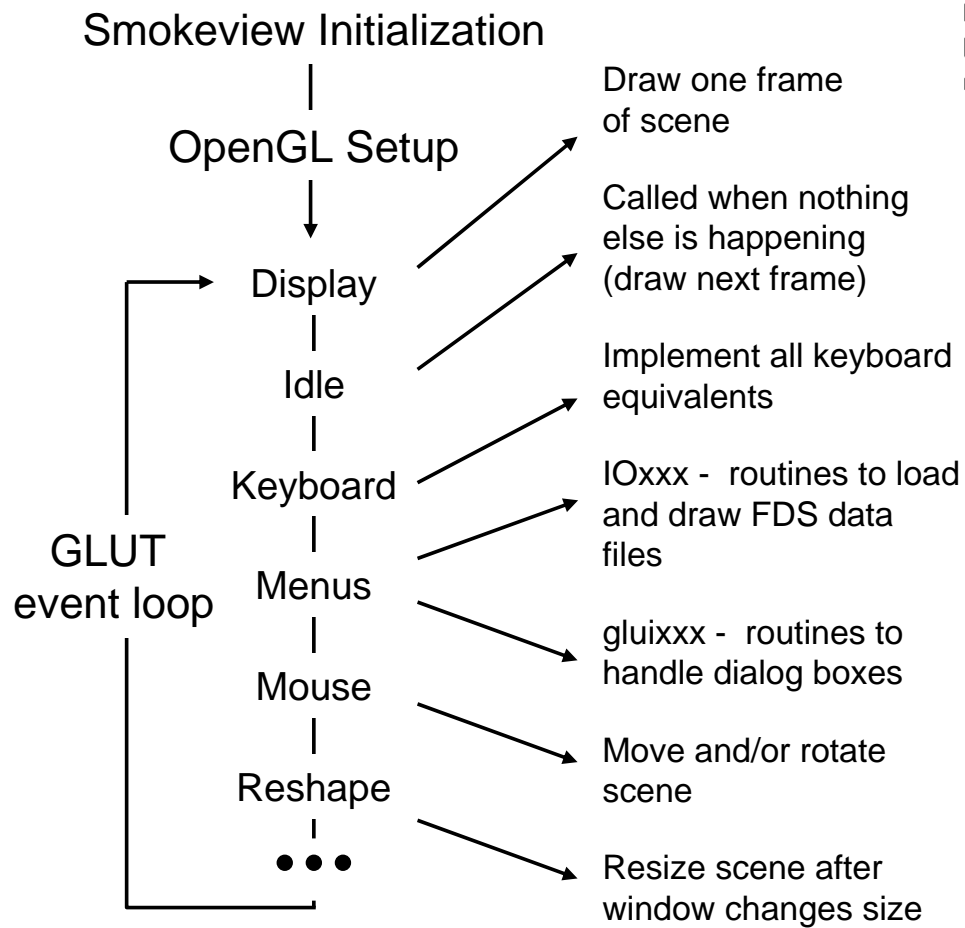 Smokeview Initialization
OpenGL Setup
Display
Idle
Keyboard
Menus
Mouse
Reshape
GLUT
event loop
Draw one frame
of scene
Called when nothing
else is happening
(draw next frame)
Implement all keyboard
equivalents
IOxxx - routines to load
and draw FDS data
files
gluixxx - routines to
handle dialog boxes
Move and/or rotate
scene
Resize scene after
window changes size